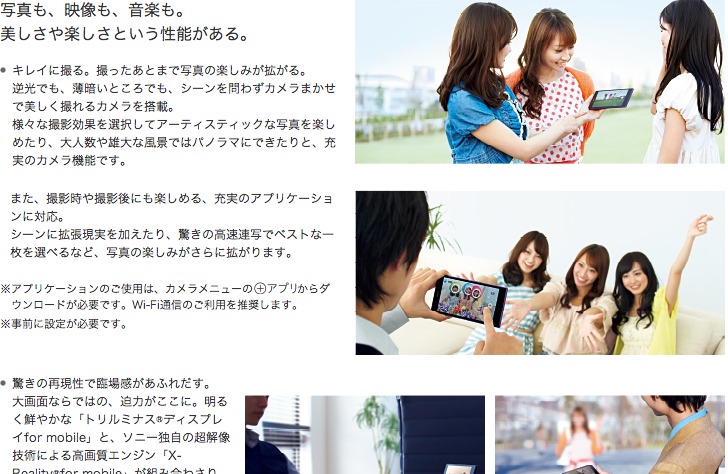 写真も、映像も、音楽も。
美しさや楽しさという性能がある。
● キレイに撮る。撮ったあとまで写真の楽しみが拡がる。
逆光でも、薄暗いところでも、シーンを問わずカメラまかせ
で美しく撮れるカメラを搭載。
様々な撮影効果を選択してアーティスティックな写真を楽し
めたり、大人数や雄大な風景ではパノラマにできたりと、充
実のカメラ機能です。
また、撮影時や撮影後にも楽しめる、充実のアプリケーショ
ンに対応。
シーンに拡張現実を加えたり、驚きの高速連写でベストな一
枚を選べるなど、写真の楽しみがさらに拡がります。
※アプリケーションのご使用は、カメラメニューの⊕アプリからダ
ウンロードが必要です。Wi-Fi通信のご利用を推奨します。
※事前に設定が必要です。
● 驚きの再現性で臨場感があふれだす。
大画面ならではの、迫力がここに。明る
く鮮やかな「トリルミナス®ディスプレ
イfor mobile」と、ソニー独自の超解像
技術による高画質エンジン「X-
Reality®for mobile」が組み合わさり、